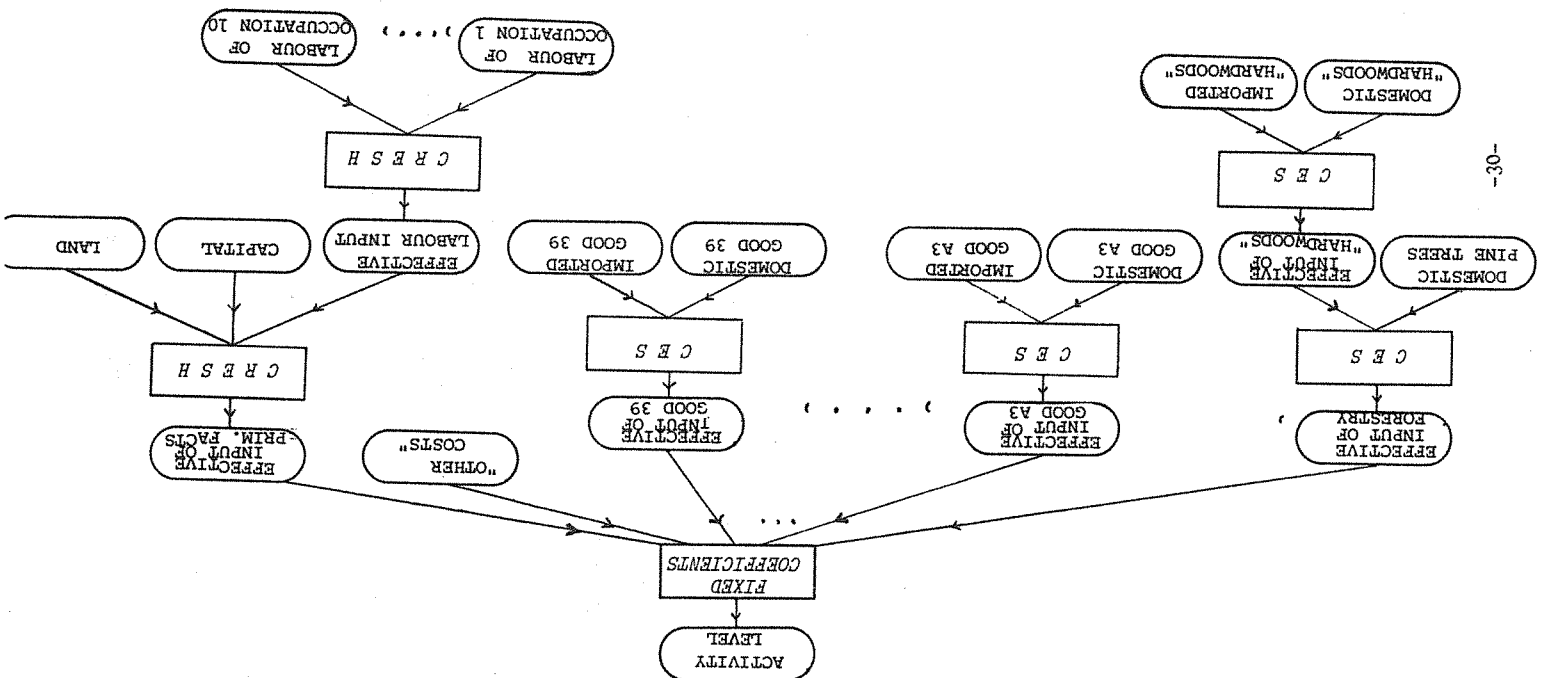 ACTIVITY
LEVEL
FIXED
COEFFICIENTS
...
EFFECTIVE
INPUT OF
FORESTRY
,
EFFECTIVE
INPUT OF
GOOD A3
, . . . ,
EFFECTIVE
INPUT OF
GOOD 39
"OTHER
COSTS"
EFFECTIVE
INPUT OF
PRIM. FACTS
C E S
C E S
C E S
C R E S H
DOMESTIC
PINE TREES
EFFECTIVE
INPUT OF
"HARDWOODS"
DOMESTIC
GOOD A3
IMPORTED
GOOD A3
DOMESTIC
GOOD 39
IMPORTED
GOOD 39
EFFECTIVE
LABOUR INPUT
CAPITAL
LAND
C E S
C R E S H
DOMESTIC
"HARDWOODS"
IMPORTED
"HARDWOODS"
LABOUR OF
OCCUPATION 1
, . . . ,
LABOUR OF
OCCUPATION 10
-30-